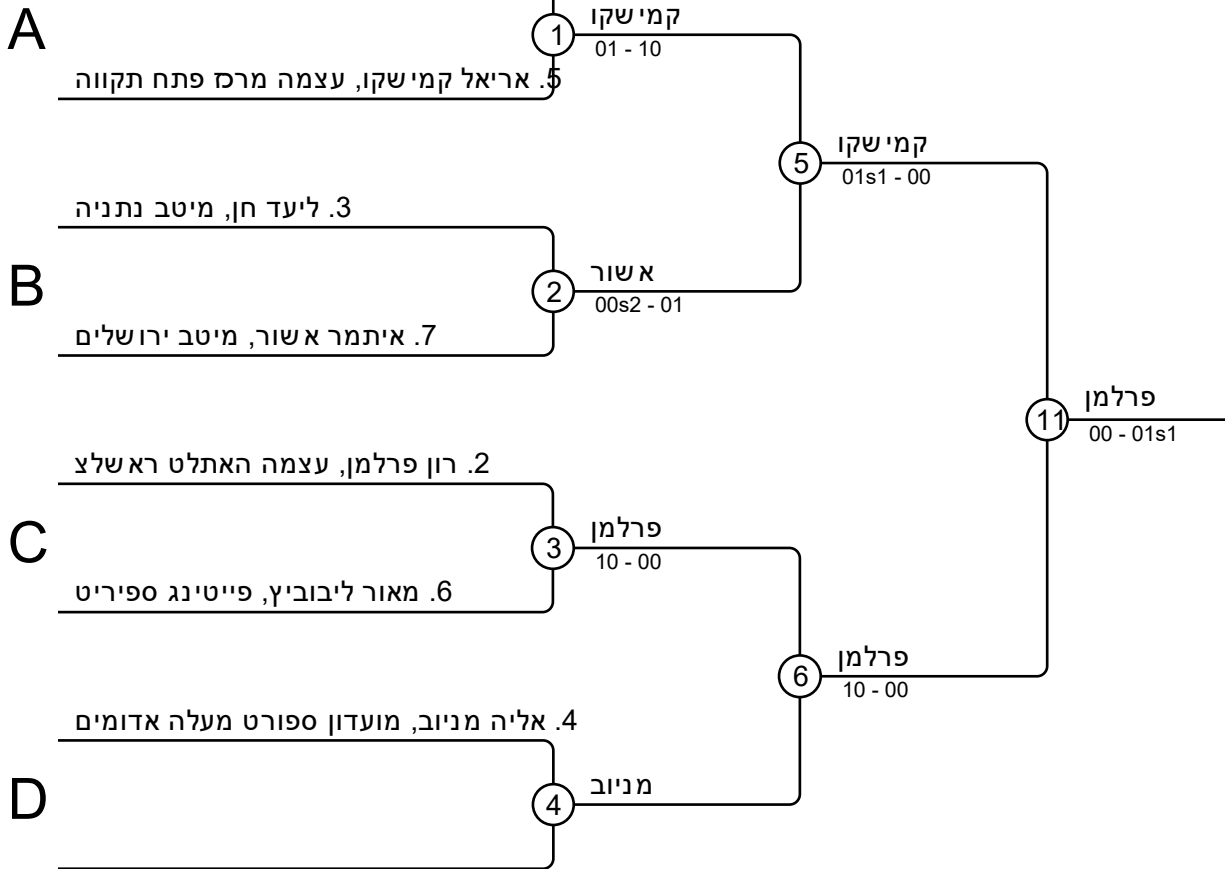 A
1
קמישקו
01 - 10
5. אריאל קמישקו, עצמה מרכז פתח תקווה
5
קמישקו
01s1 - 00
3. ליעד חן, מיטב נתניה
B
2
אשור
00s2 - 01
7. איתמר אשור, מיטב ירושלים
11
פרלמן
00 - 01s1
2. רון פרלמן, עצמה האתלט ראשלצ
C
3
פרלמן
10 - 00
6. מאור ליבוביץ, פייטינג ספיריט
6
פרלמן
10 - 00
4. אליה מניוב, מועדון ספורט מעלה אדומים
D
4
מניוב